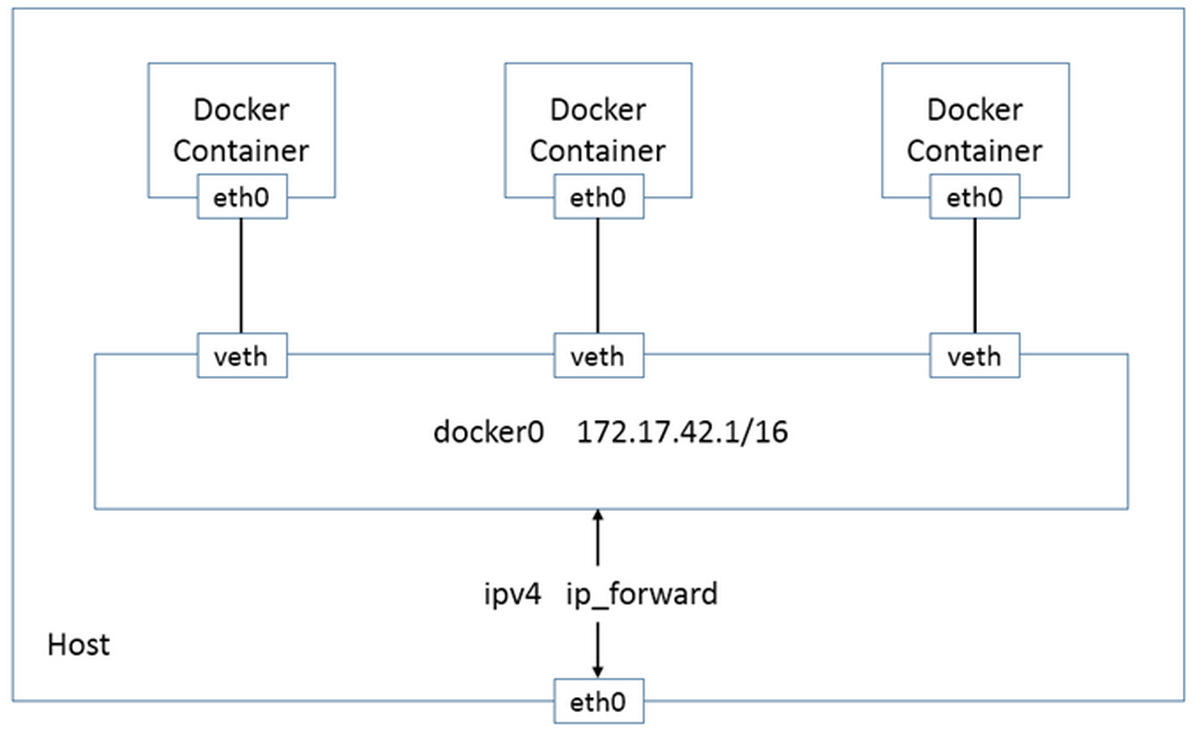 Docker
Container
eth0
Docker
Container
eth0
Docker
Container
eth0
veth
veth
veth
docker0 172.17.42.1/16
ipv4 ip_forward
Host
eth0